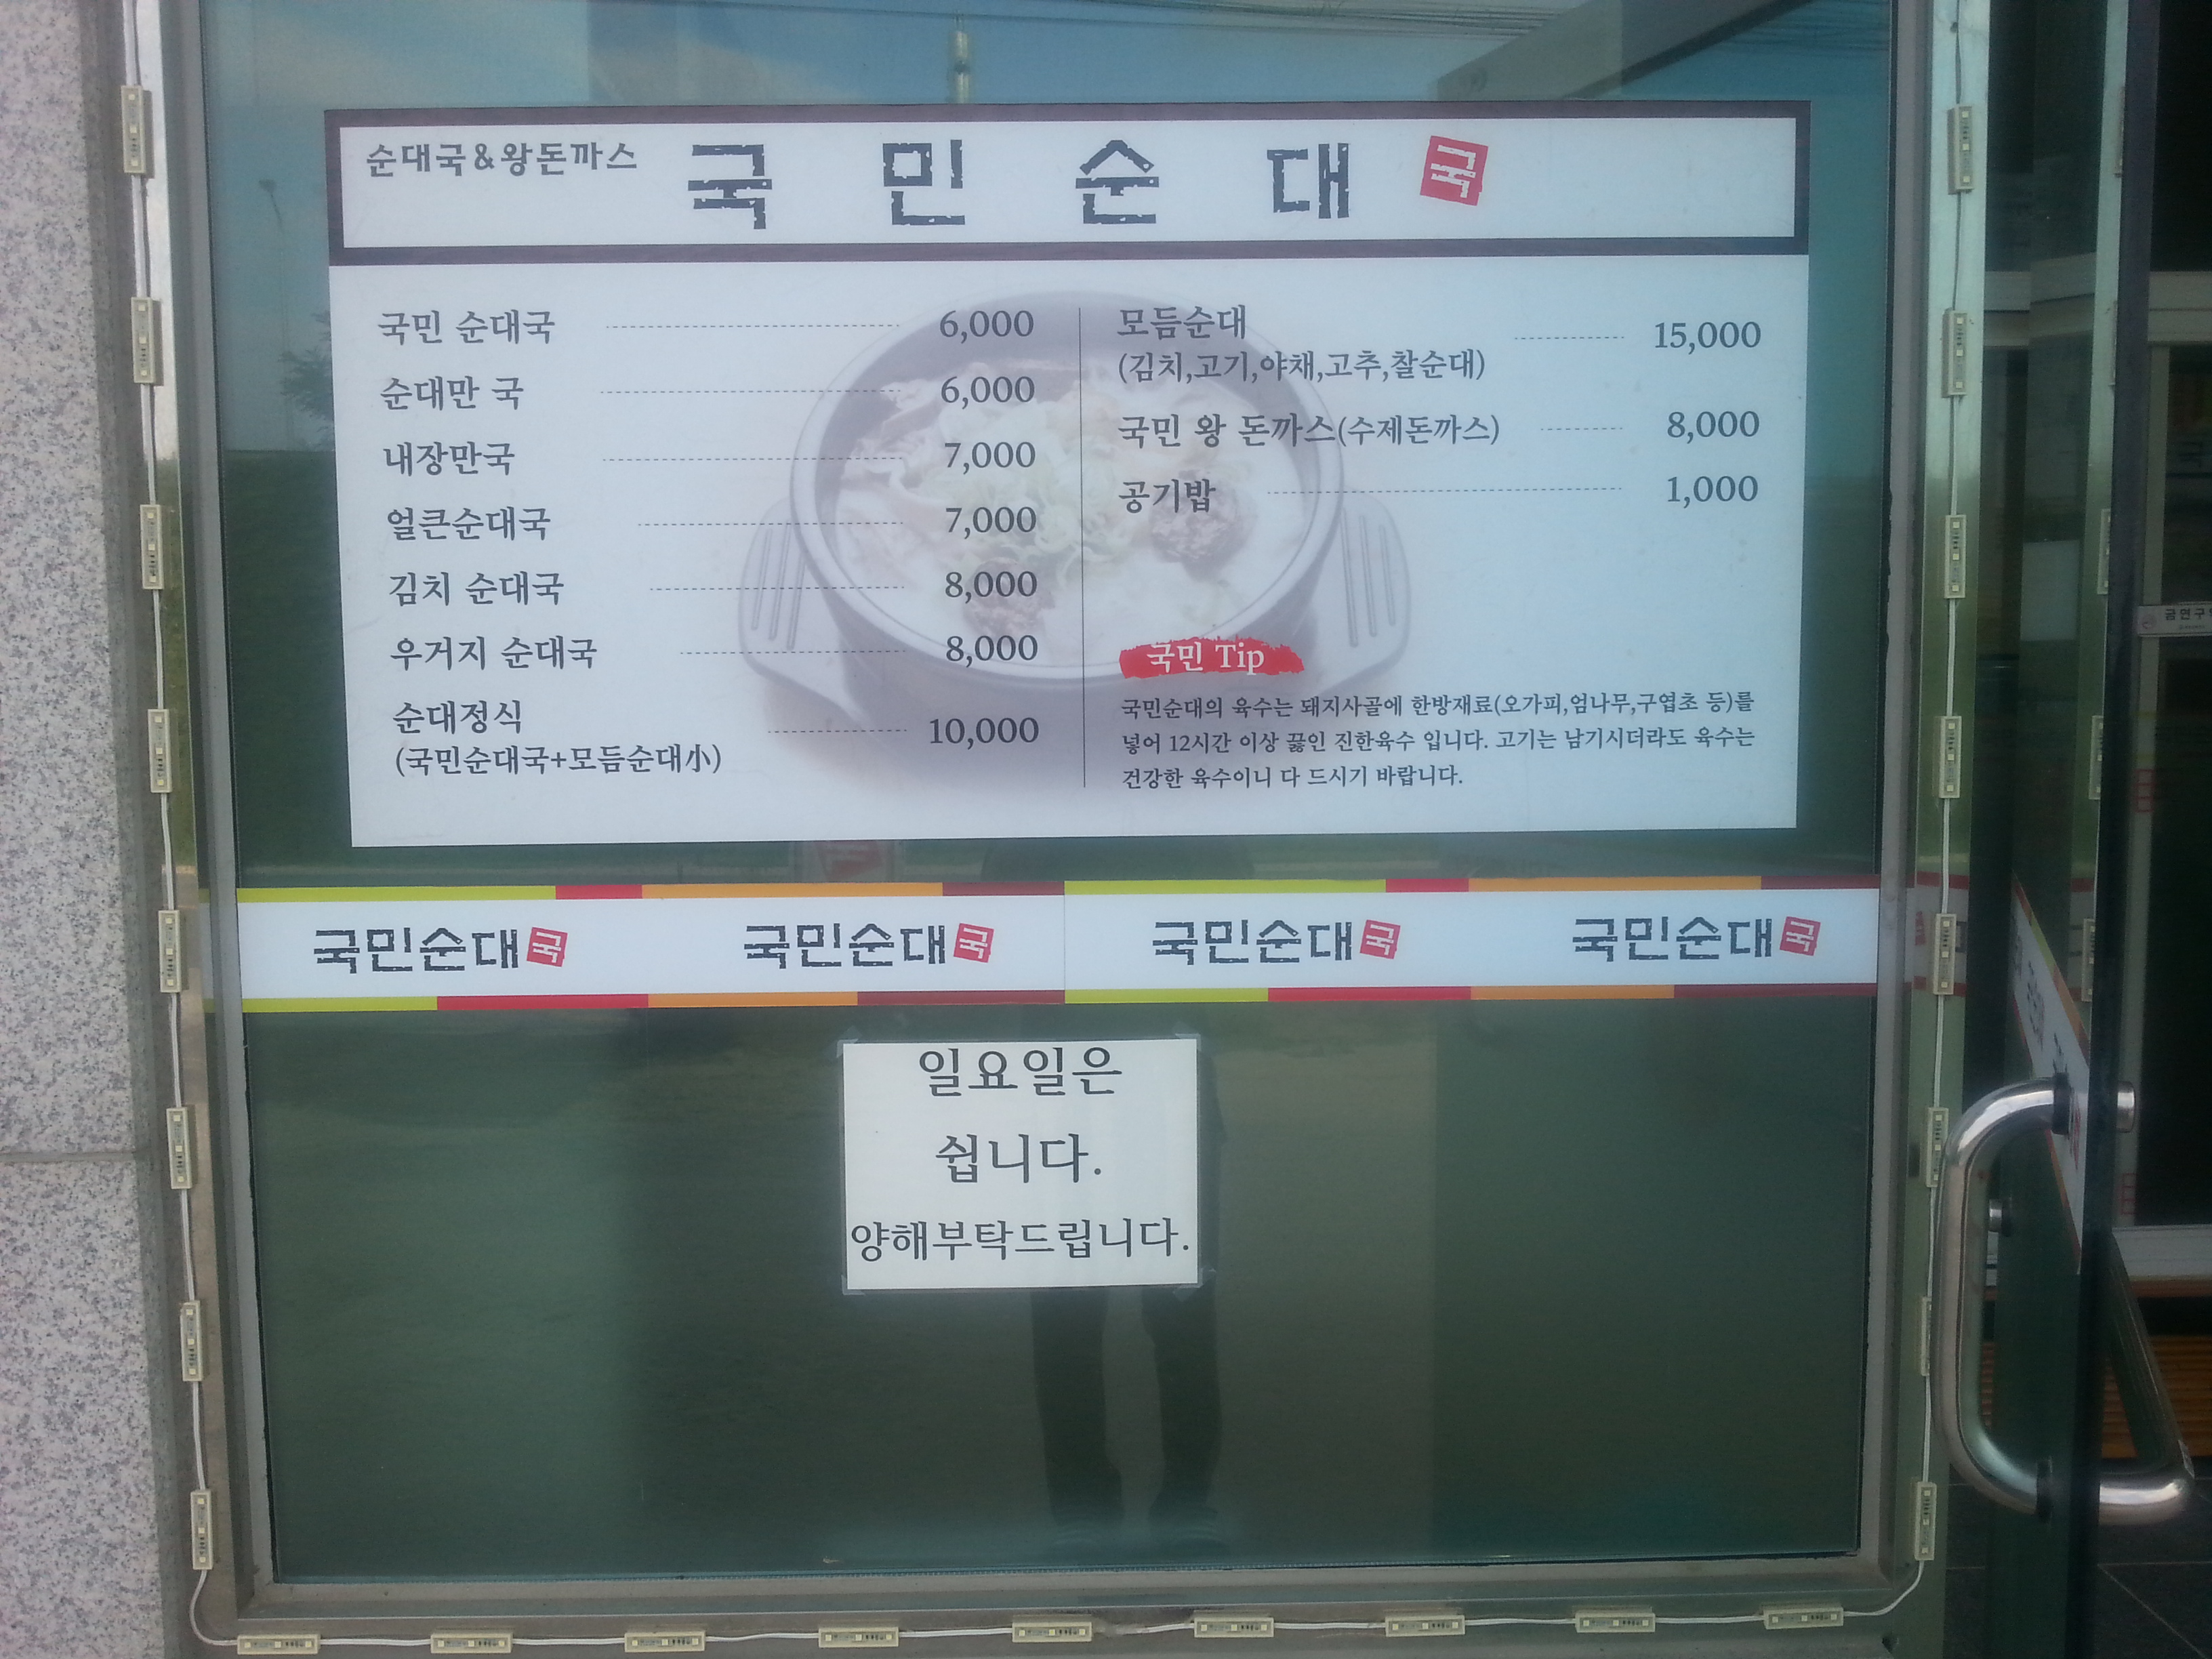 순대국&왕돈까스
국민순대국
국민 순대국 6,000
순대만 국 6,000
내장만국 7,000
얼큰순대국 7,000
김치 순대국 8,000
우거지 순대국 8,000
순대정식 10,000
(국민순대국+모듬순대小)
모듬순대 15,000
(김치,고기,야채,고추,찰순대)
국민 왕 돈까스(수제돈까스) 8,000
공기밥 1,000
국민 Tip
국민순대의 육수는 돼지사골에 한방재료(오가피,엄나무,구엽초 등)를
넣어 12시간 이상 끓인 진한육수 입니다. 고기는 남기시더라도 육수는
건강한 육수이니 다 드시기 바랍니다.
국민순대국 국민순대국 국민순대국 국민순대국
일요일은
쉽니다.
양해부탁드립니다.
금연구